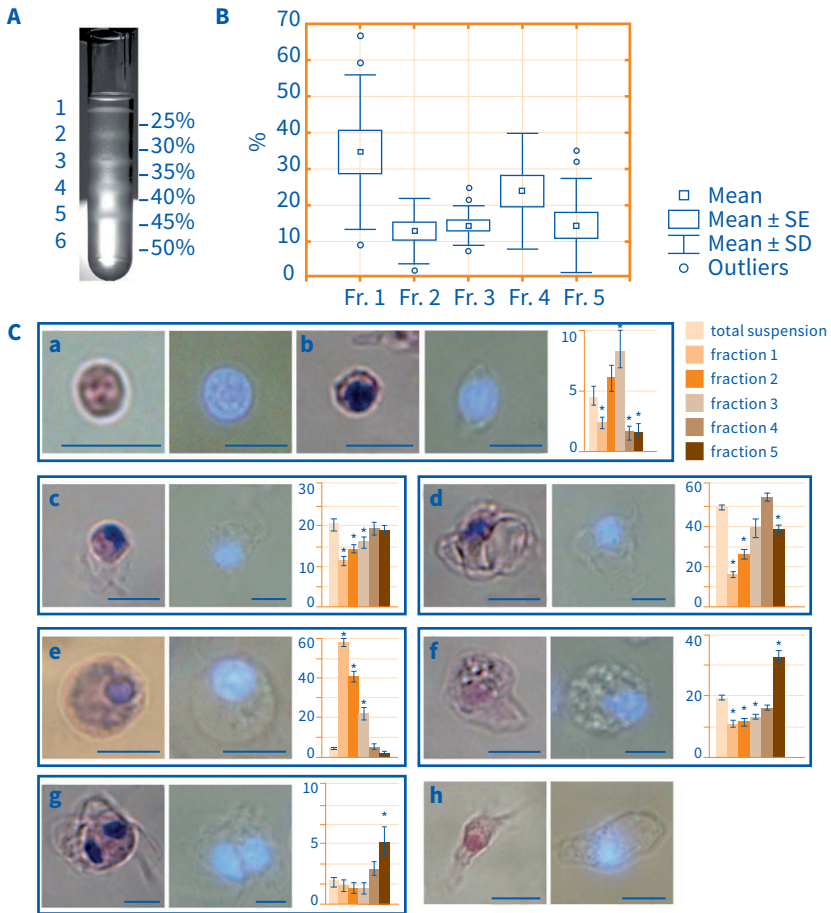 A
1
2
3
4
5
6
25%
30%
35%
40%
45%
50%
B
70
60
50
40
30
20
10
0
%
Fr. 1 Fr. 2 Fr. 3 Fr. 4 Fr. 5
Mean
Mean ± SE
Mean ± SD
Outliers
C
a
b
10
5
0
* * * *
total suspension
fraction 1
fraction 2
fraction 3
fraction 4
fraction 5
c
30
20
10
0
* * *
d
60
40
20
0
* * *
e
60
40
20
0
* * *
f
40
20
0
* * * *
g
10
5
0
*
h